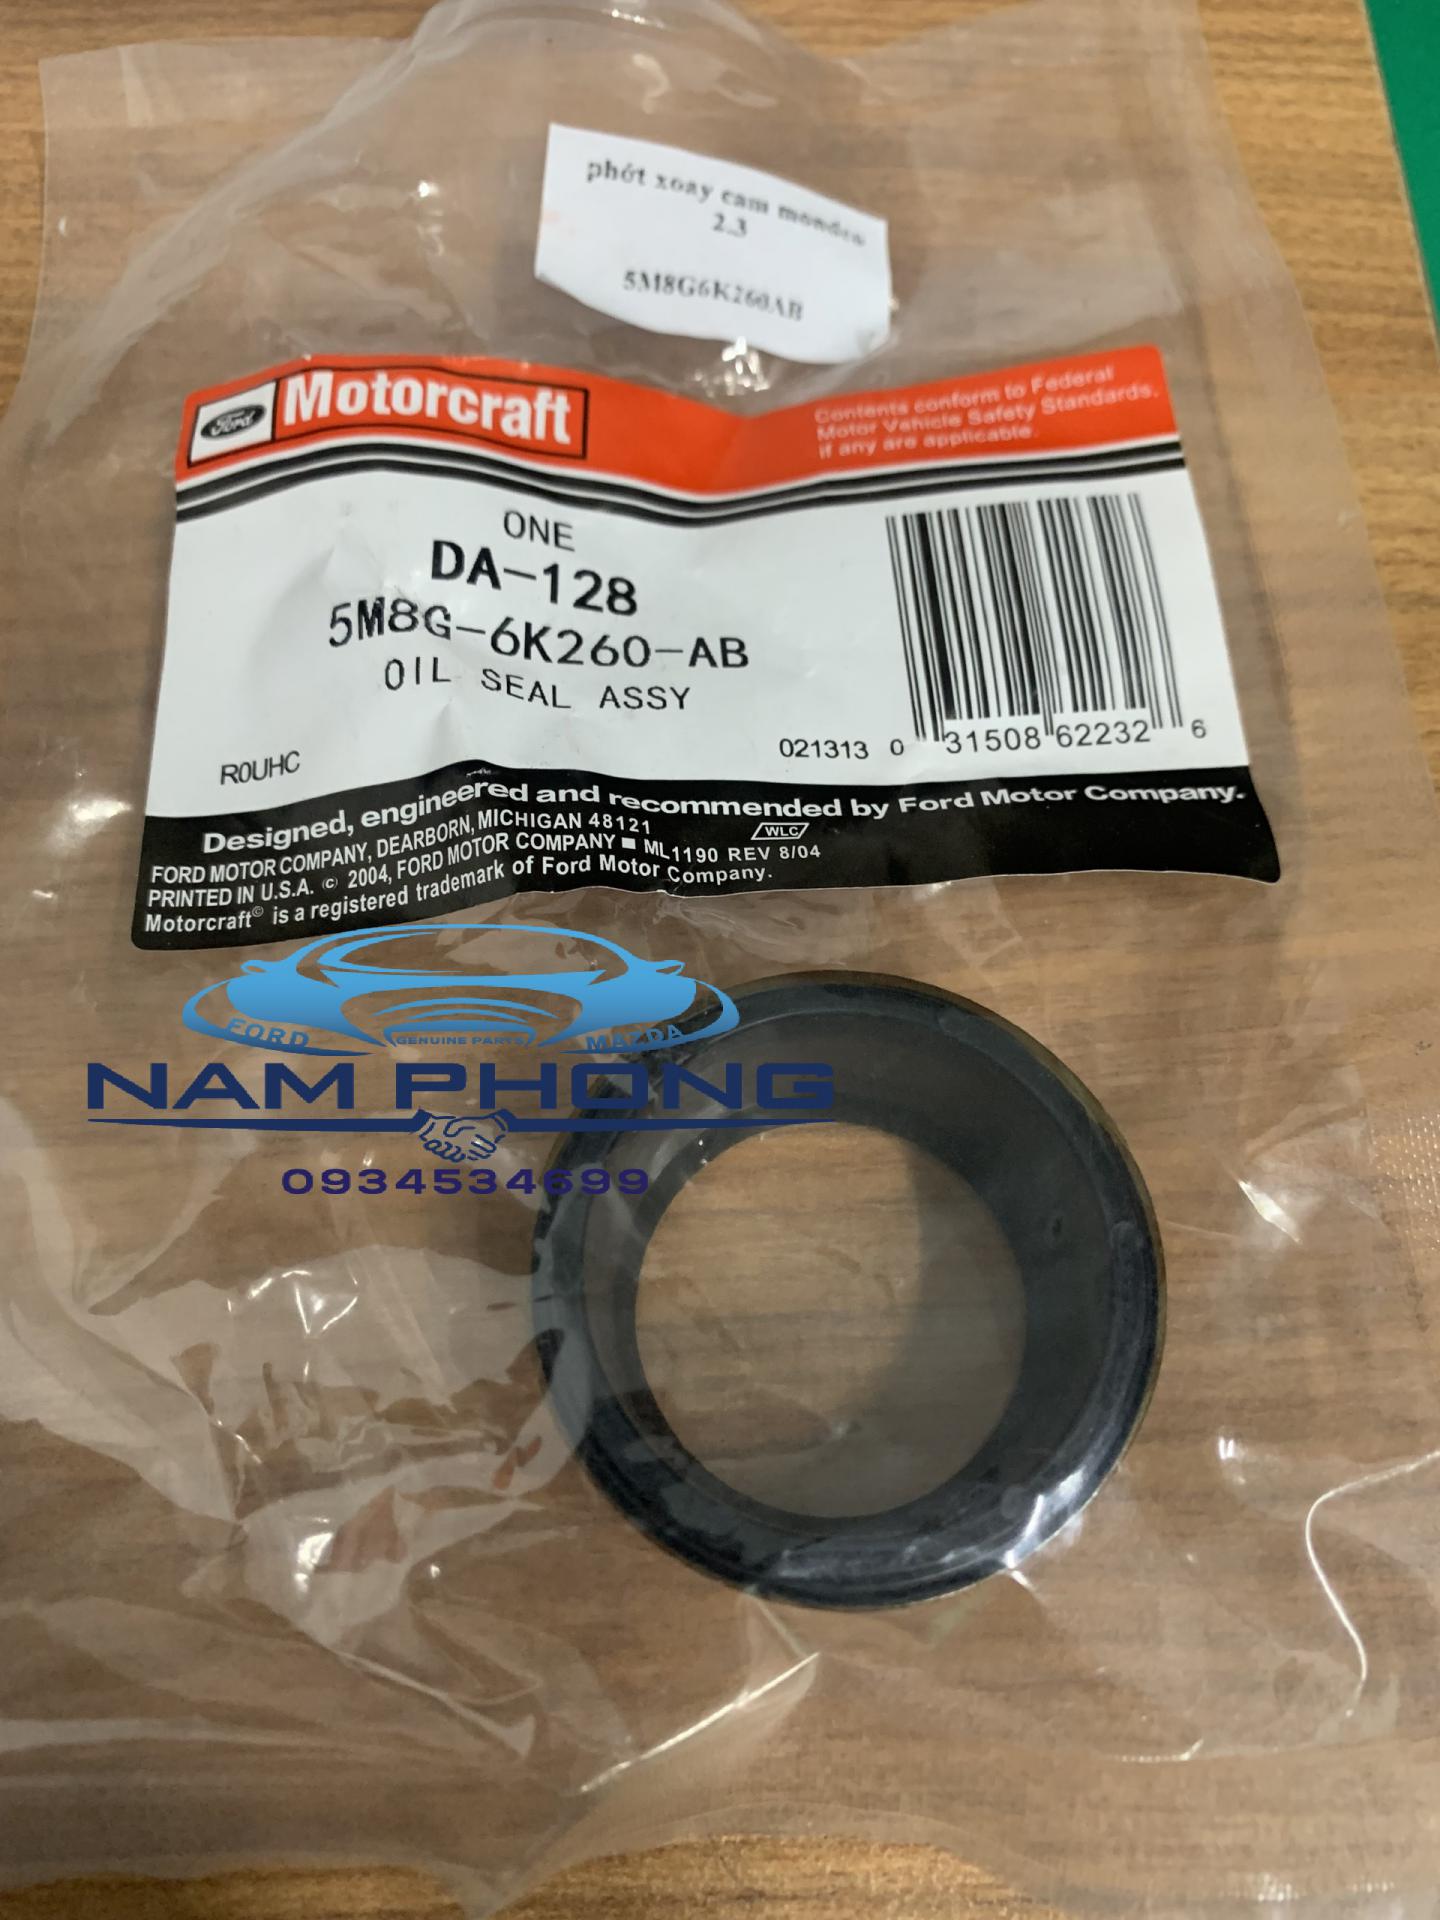 phớt xoay cam mondeo
2.3
5M8G6K260AB
Ford
Motorcraft
Contents conform to Federal
Motor Vehicle Safety Standards.
if any are applicable.
ONE
DA-128
5M8G-6K260-AB
OIL SEAL ASSY
R0UHC
021313
0 31508 62232 6
Designed, engineered and recommended by Ford Motor Company.
FORD MOTOR COMPANY, DEARBORN, MICHIGAN 48121
WLC
PRINTED IN U.S.A. © 2004, FORD MOTOR COMPANY ■ ML1190 REV 8/04
Motorcraft© is a registered trademark of Ford Motor Company.
FORD GENUINE PARTS MAZDA
NAM PHONG
0934534699